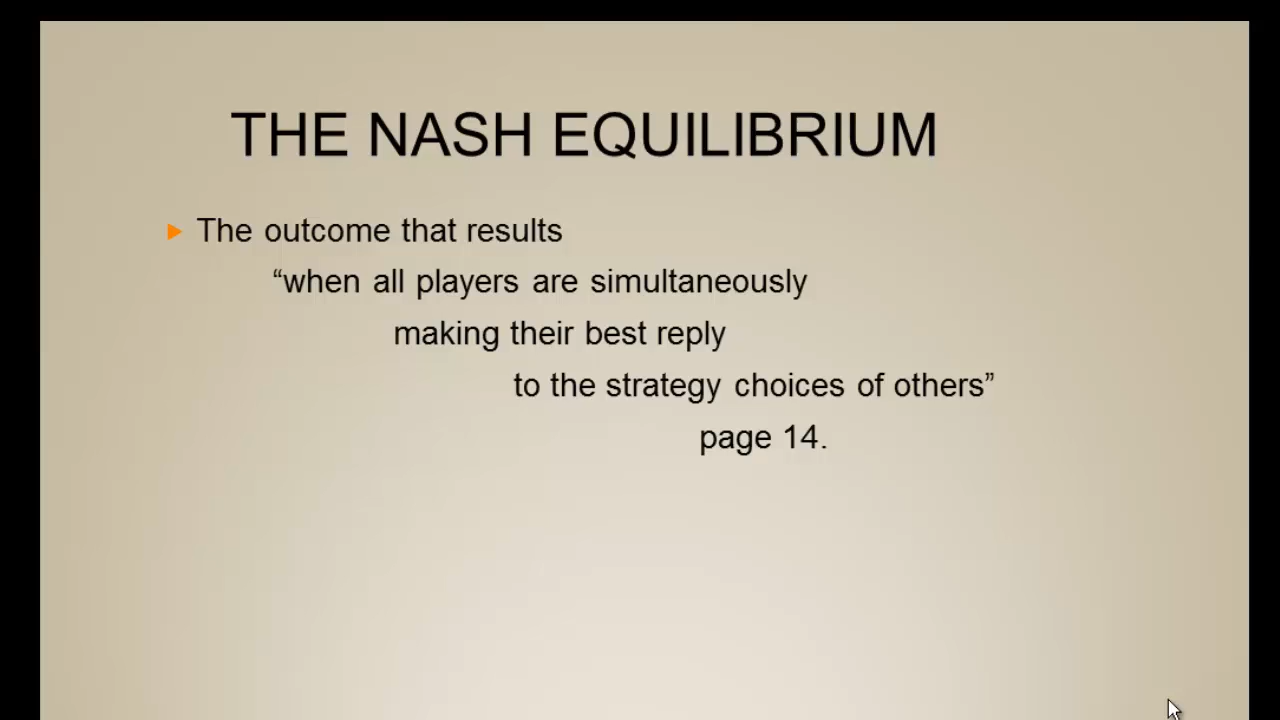 THE NASH EQUILIBRIUM
The outcome that results
“when all players are simultaneously
making their best reply
to the strategy choices of others”
page 14.